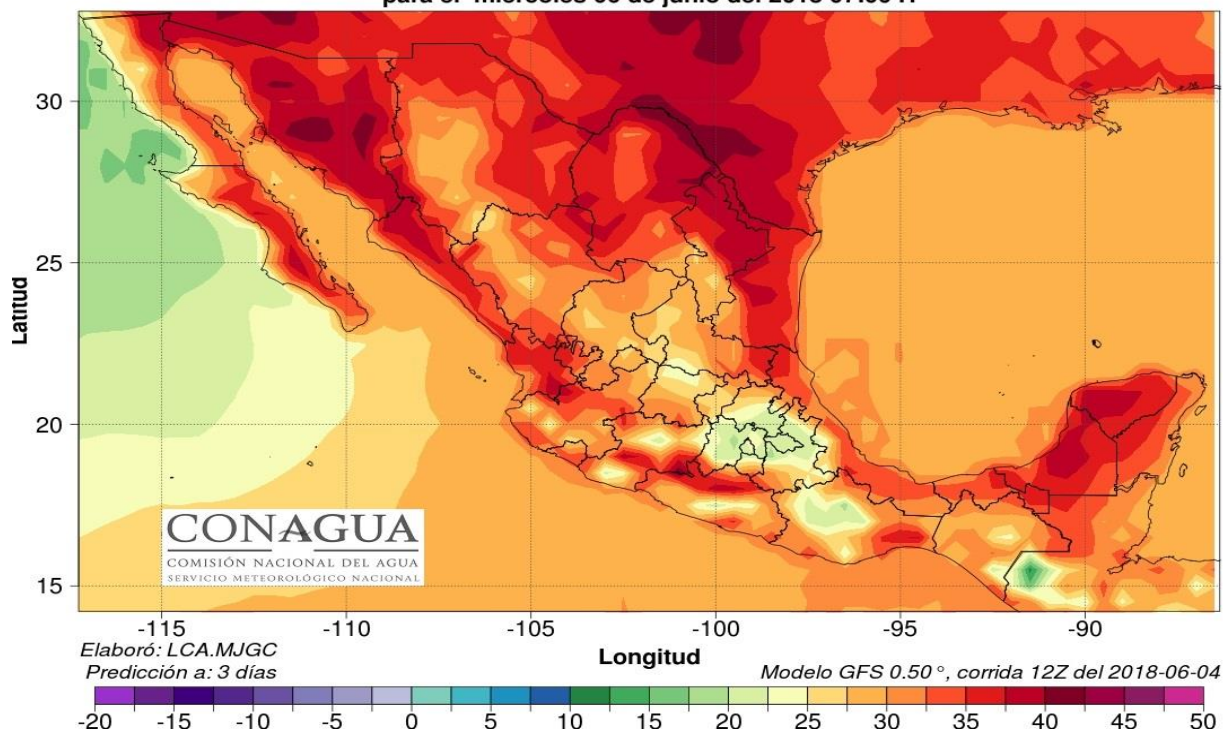 para el miércoles de junio del 2018
30
25
20
15
Latitud
CONAGUA
COMISIÓN NACIONAL DEL AGUA
SERVICIO METEOROLÓGICO NACIONAL
-115 -110 -105 -100 -95 -90
Longitud
Elaboró: LCA.MJGC
Predicción a: 3 días
Modelo GFS 0.50°, corrida 12Z del 2018-06-04
-20 -15 -10 -5 0 5 10 15 20 25 30 35 40 45 50